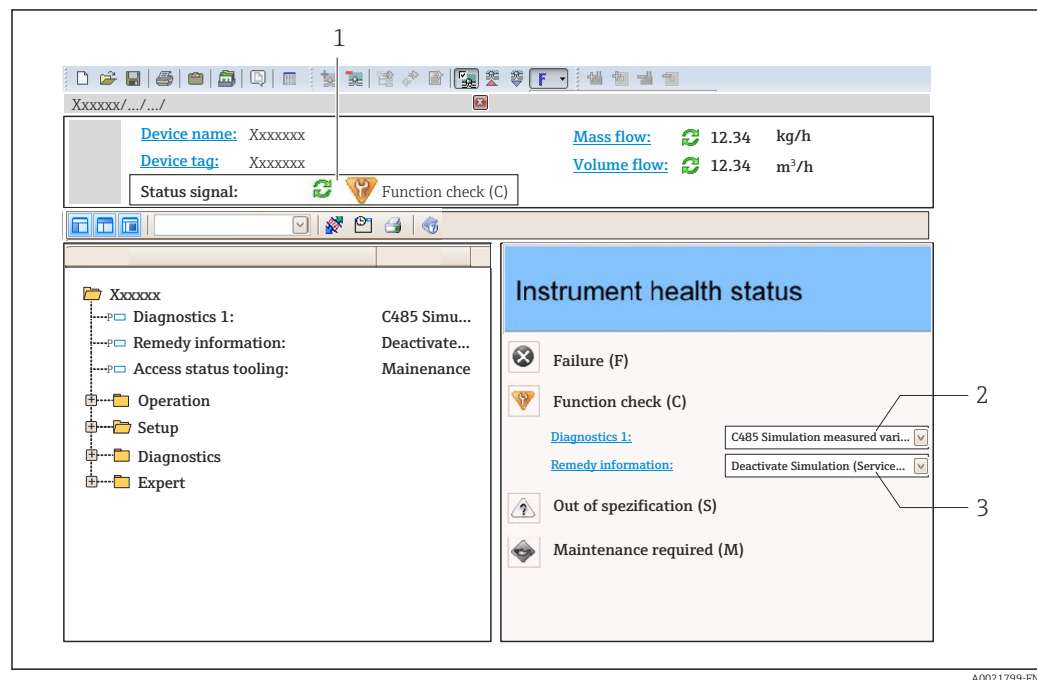 1
F
Xxxxxx/.../.../
Device name: Xxxxxxx
Mass flow: 12.34 kg/h
Device tag: Xxxxxxx
Volume flow: 12.34 m³/h
Status signal: Function check (C)
Xxxxxx
Diagnostics 1: C485 Simu...
Remedy information: Deactivate...
Access status tooling: Mainenance
Operation
Setup
Diagnostics
Expert
Instrument health status
Failure (F)
Function check (C)
2
Diagnostics 1: C485 Simulation measured vari...
Remedy information: Deactivate Simulation (Service...
Out of spezification (S)
3
Maintenance required (M)
A0021799-EN